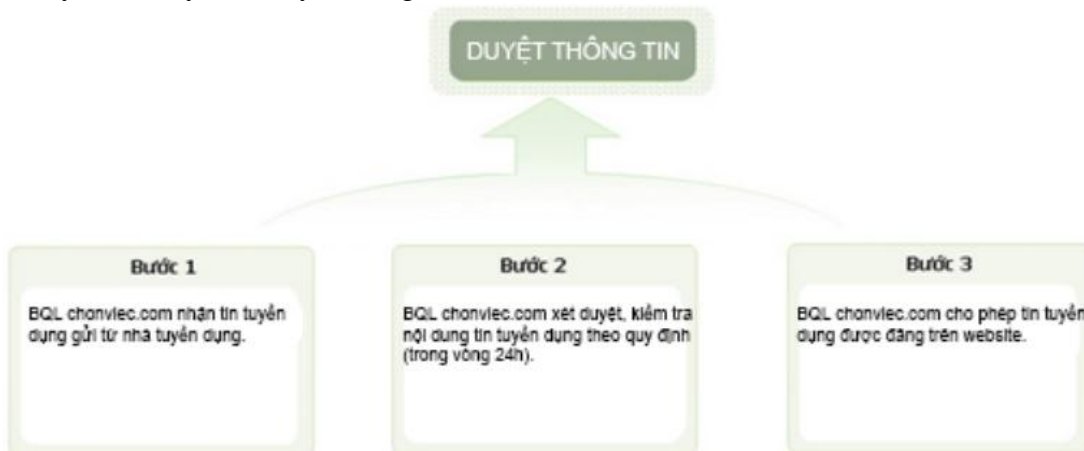 DUYỆT THÔNG TIN
Bước 1
BQL chonviec.com nhận tin tuyển
dụng gửi từ nhà tuyển dụng.
Bước 2
BQL chonviec.com xét duyệt, kiểm tra
nội dung tin tuyển dụng theo quy định
(trong vòng 24h).
Bước 3
BQL chonviec.com cho phép tin tuyển
dụng được đăng trên website.